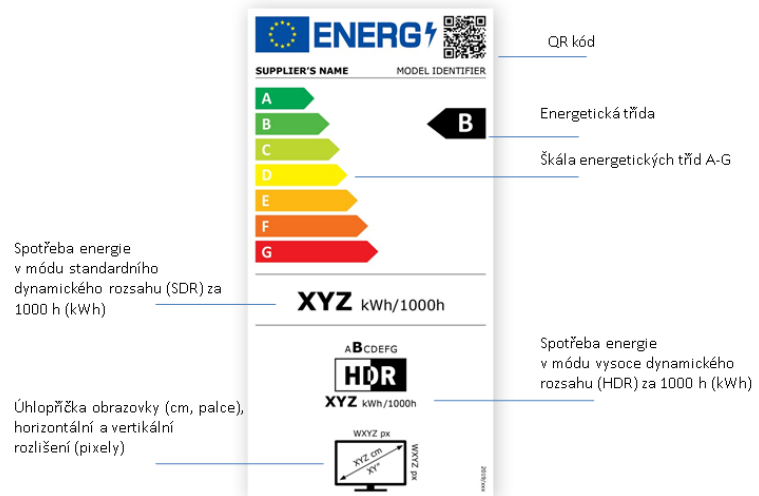 ENERG
SUPPLIER'S NAME
MODEL IDENTIFIER
A
B
C
D
E
F
G
B
XYZ kWh/1000h
ABCDEFG
HDR
XYZ kWh/1000h
WXYZ px
XYZ cm
XY"
WXYZ px
2019/xxx
QR kód
Energetická třída
Škála energetických tříd A-G
Spotřeba energie
v módu standardního
dynamického rozsahu (SDR) za
1000 h (kWh)
Spotřeba energie
v módu vysoce dynamického
rozsahu (HDR) za 1000 h (kWh)
Úhlopříčka obrazovky (cm, palce),
horizontální a vertikální
rozlišení (pixely)